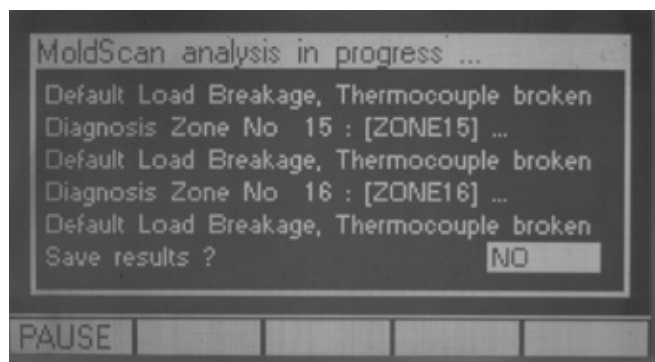 MoldScan analysis in progress ...
Default Load Breakage, Thermocouple broken
Diagnosis Zone No 15 : [ZONE15] ...
Default Load Breakage, Thermocouple broken
Diagnosis Zone No 16 : [ZONE16] ...
Default Load Breakage, Thermocouple broken
Save results ? NO
PAUSE